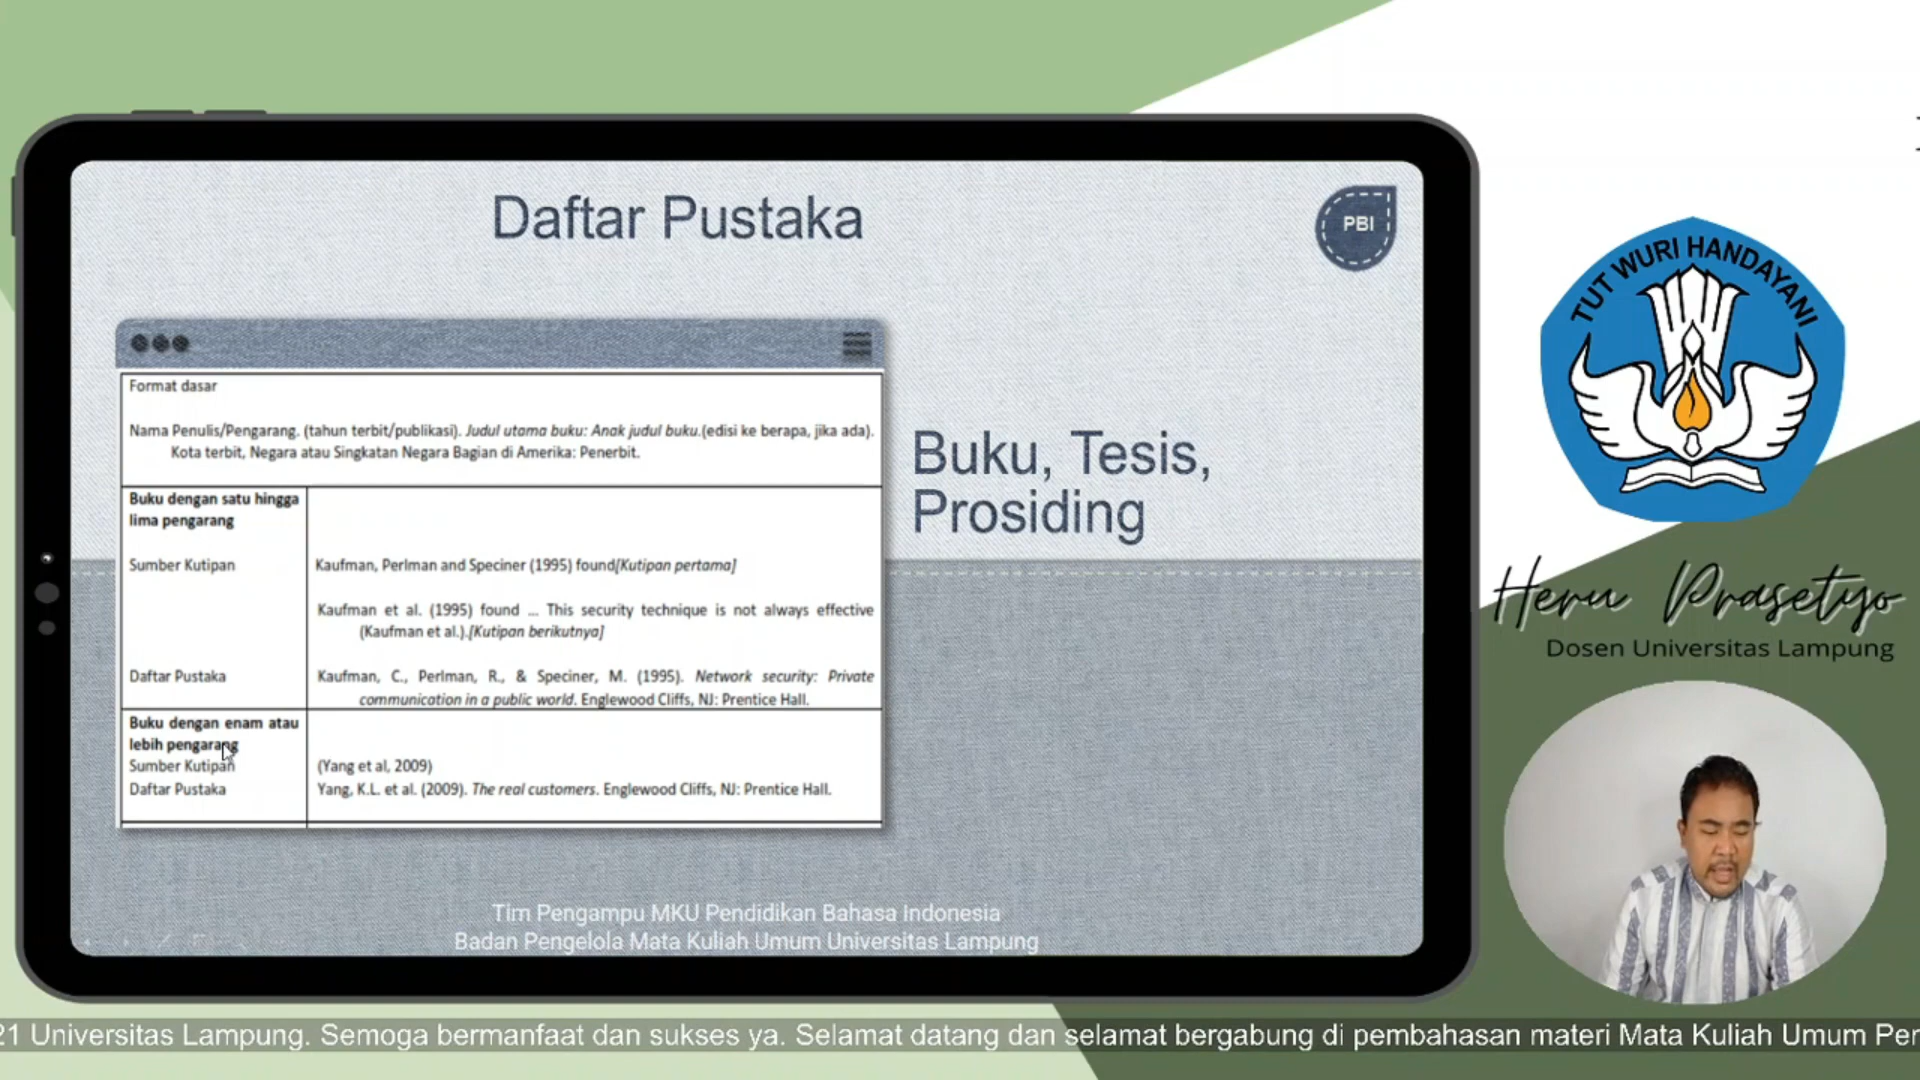 Daftar Pustaka
PBI
Format dasar
Nama Penulis/Pengarang. (tahun terbit/publikasi). Judul utama buku: Anak judul buku.(edisi ke berapa, jika ada).
Kota terbit, Negara atau Singkatan Negara Bagian di Amerika: Penerbit.
Buku dengan satu hingga
lima pengarang
Sumber Kutipan
Kaufman, Perlman and Speciner (1995) found[Kutipan pertama]
Kaufman et al. (1995) found ... This security technique is not always effective
(Kaufman et al.).[Kutipan berikutnya]
Daftar Pustaka
Kaufman, C., Perlman, R., & Speciner, M. (1995). Network security: Private
communication in a public world. Englewood Cliffs, NJ: Prentice Hall.
Buku dengan enam atau
lebih pengarang
Sumber Kutipan
(Yang et al, 2009)
Daftar Pustaka
Yang, K.L. et al. (2009). The real customers. Englewood Cliffs, NJ: Prentice Hall.
Buku, Tesis,
Prosiding
Tim Pengampu MKU Pendidikan Bahasa Indonesia
Badan Pengelola Mata Kuliah Umum Universitas Lampung
TUT WURI HANDAYANI
Heru Prasetyo
Dosen Universitas Lampung
21 Universitas Lampung. Semoga bermanfaat dan sukses ya. Selamat datang dan selamat bergabung di pembahasan materi Mata Kuliah Umum Per